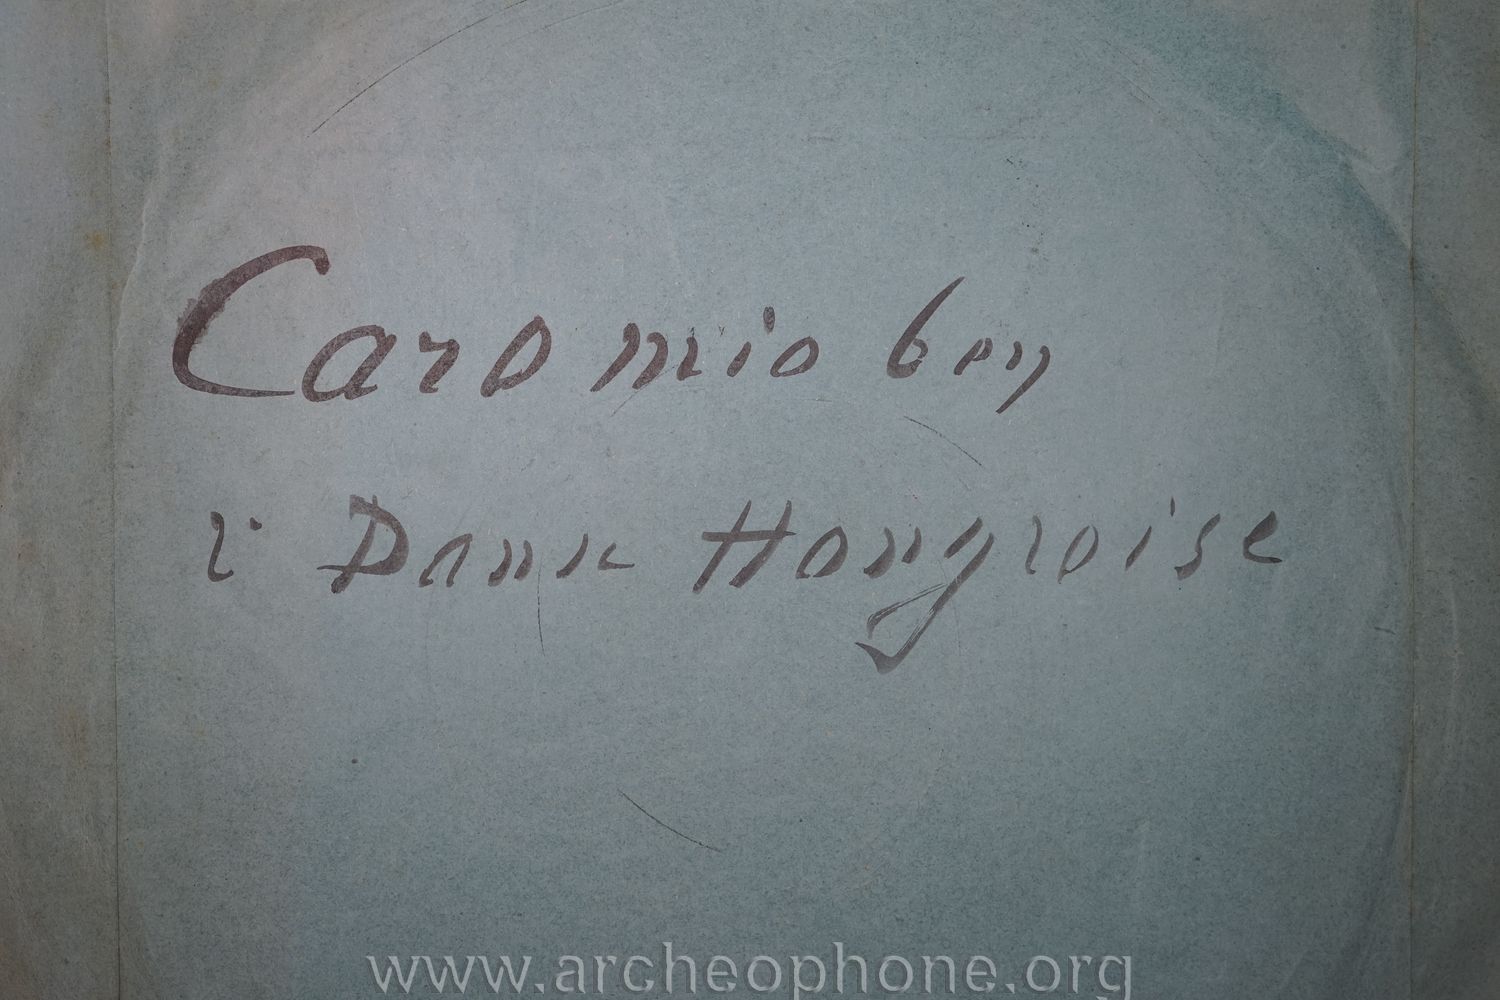 Caro mio ben
2. Danse Hongroise
www.archeophone.org